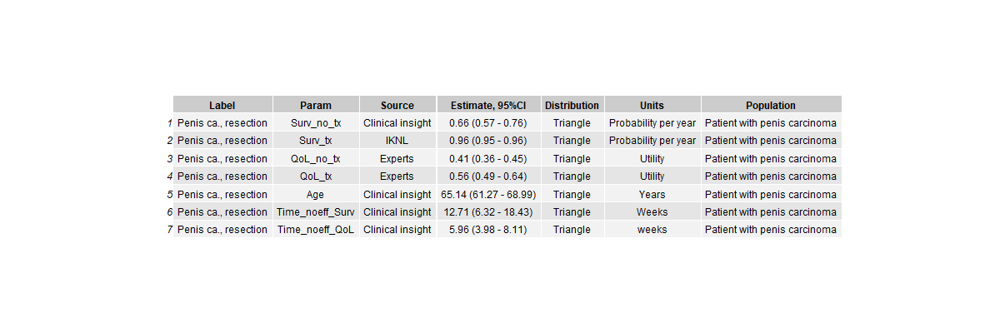 Label Param Source Estimate, 95%CI Distribution Units Population
1 Penis ca., resection Surv_no_tx Clinical insight 0.66 (0.57 - 0.76) Triangle Probability per year Patient with penis carcinoma
2 Penis ca., resection Surv_tx IKNL 0.96 (0.95 - 0.96) Triangle Probability per year Patient with penis carcinoma
3 Penis ca., resection QoL_no_tx Experts 0.41 (0.36 - 0.45) Triangle Utility Patient with penis carcinoma
4 Penis ca., resection QoL_tx Experts 0.56 (0.49 - 0.64) Triangle Utility Patient with penis carcinoma
5 Penis ca., resection Age Clinical insight 65.14 (61.27 - 68.99) Triangle Years Patient with penis carcinoma
6 Penis ca., resection Time_noeff_Surv Clinical insight 12.71 (6.32 - 18.43) Triangle Weeks Patient with penis carcinoma
7 Penis ca., resection Time_noeff_QoL Clinical insight 5.96 (3.98 - 8.11) Triangle weeks Patient with penis carcinoma